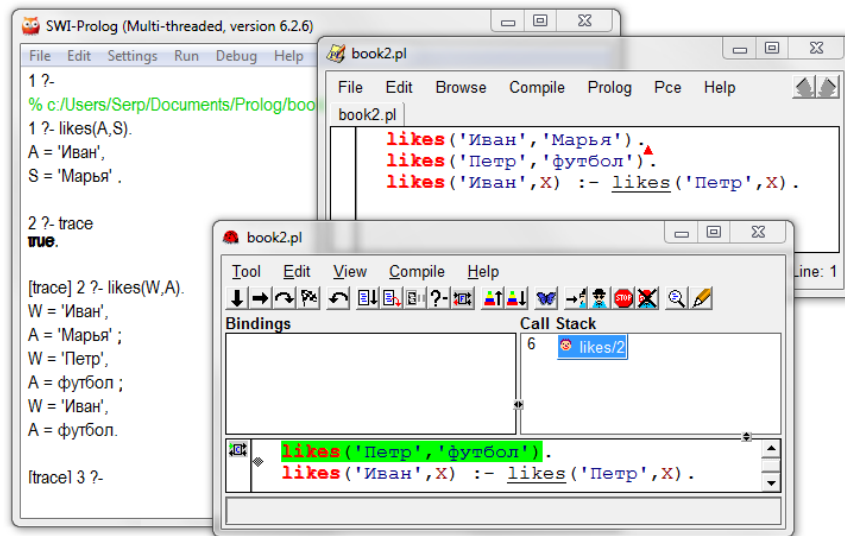 SWI-Prolog (Multi-threaded, version 6.2.6)
File Edit Settings Run Debug Help
1 ?-
% c:/Users/Serp/Documents/Prolog/boo
1 ?- likes(A,S).
A = 'Иван',
S = 'Марья' .
2 ?- trace
true.
[trace] 2 ?- likes(W,A).
W = 'Иван',
A = 'Марья' ;
W = 'Петр',
A = футбол ;
W = 'Иван',
A = футбол.
[trace] 3 ?-
book2.pl
File Edit Browse Compile Prolog Pce Help
book2.pl
likes('Иван','Марья').
likes('Петр','футбол').
likes('Иван',X) :- likes('Петр',X).
Line: 1
book2.pl
Tool Edit View Compile Help
Bindings
Call Stack
6 likes/2
likes('Петр','футбол').
likes('Иван',X) :- likes('Петр',X).